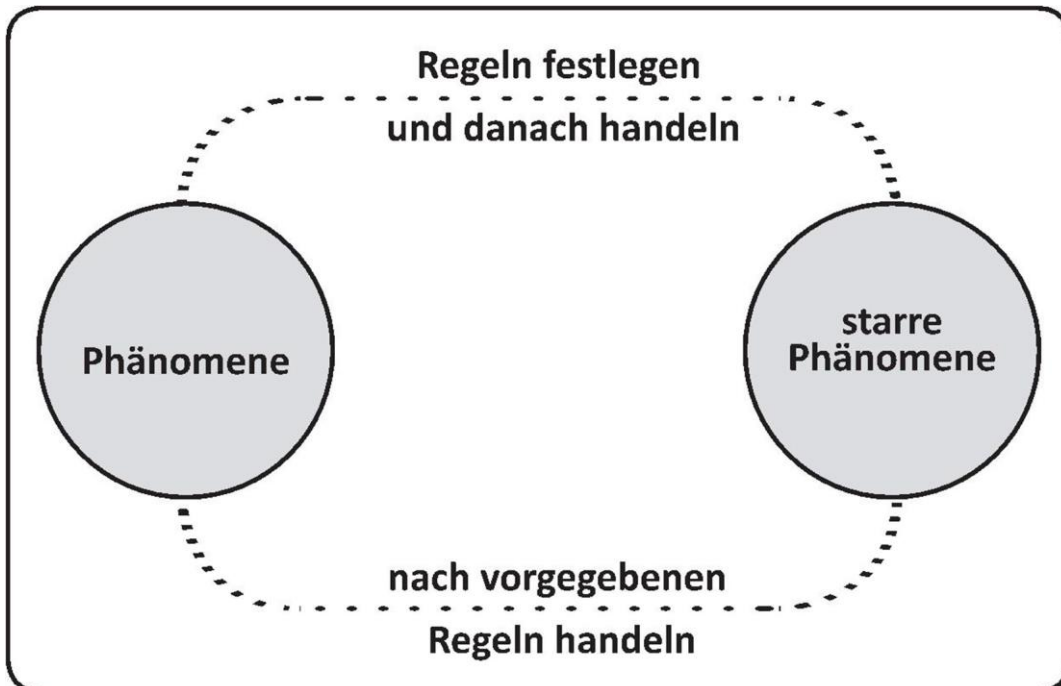 Regeln festlegen
und danach handeln
Phänomene
starre
Phänomene
nach vorgegebenen
Regeln handeln